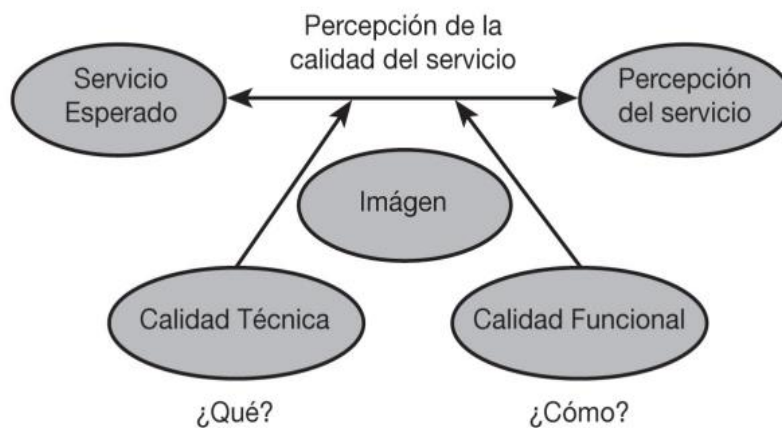 Percepción de la
calidad del servicio
Servicio
Esperado
Percepción
del servicio
Imágen
Calidad Técnica
Calidad Funcional
¿Qué?
¿Cómo?